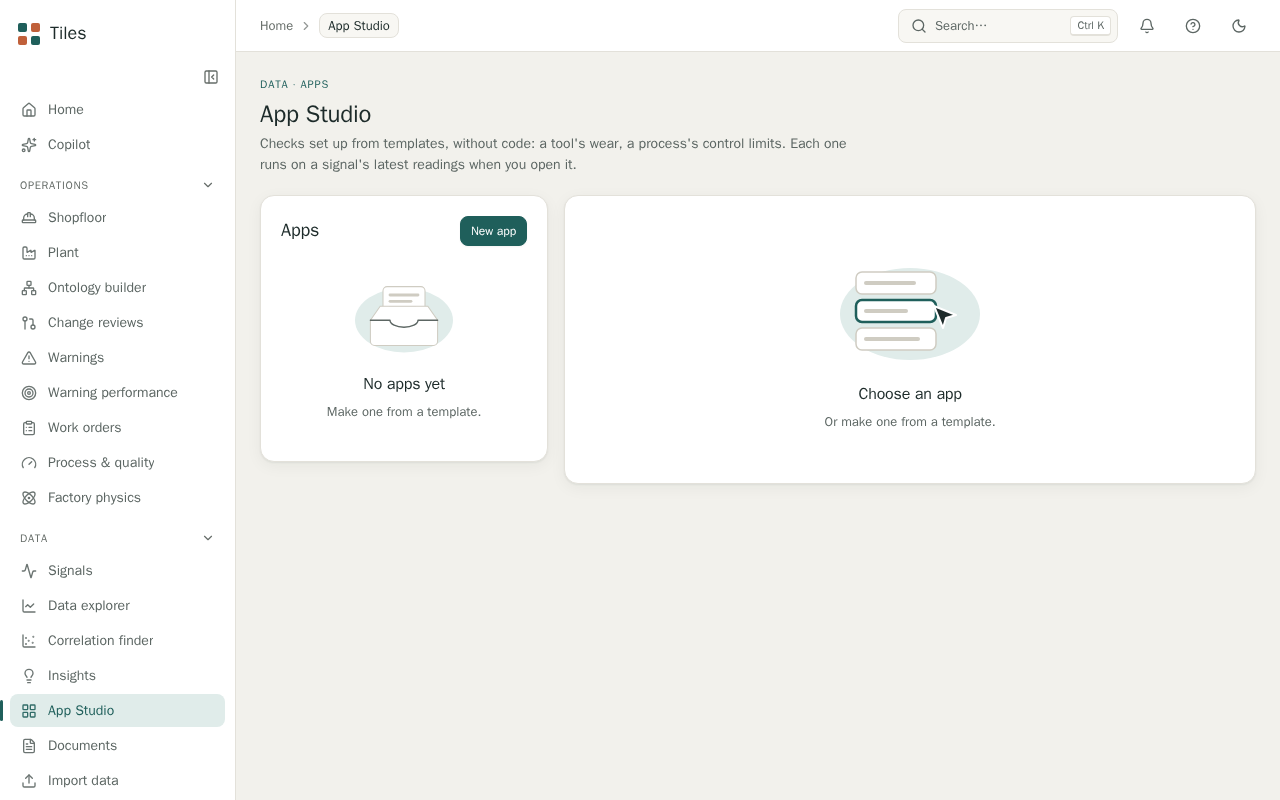 Tiles
Home
Copilot
OPERATIONS
Shopfloor
Plant
Ontology builder
Change reviews
Warnings
Warning performance
Work orders
Process & quality
Factory physics
DATA
Signals
Data explorer
Correlation finder
Insights
App Studio
Documents
Import data
Home
App Studio
Search···
Ctrl K
DATA · APPS
App Studio
Checks set up from templates, without code: a tool's wear, a process's control limits. Each one
runs on a signal's latest readings when you open it.
Apps
New app
No apps yet
Make one from a template.
Choose an app
Or make one from a template.